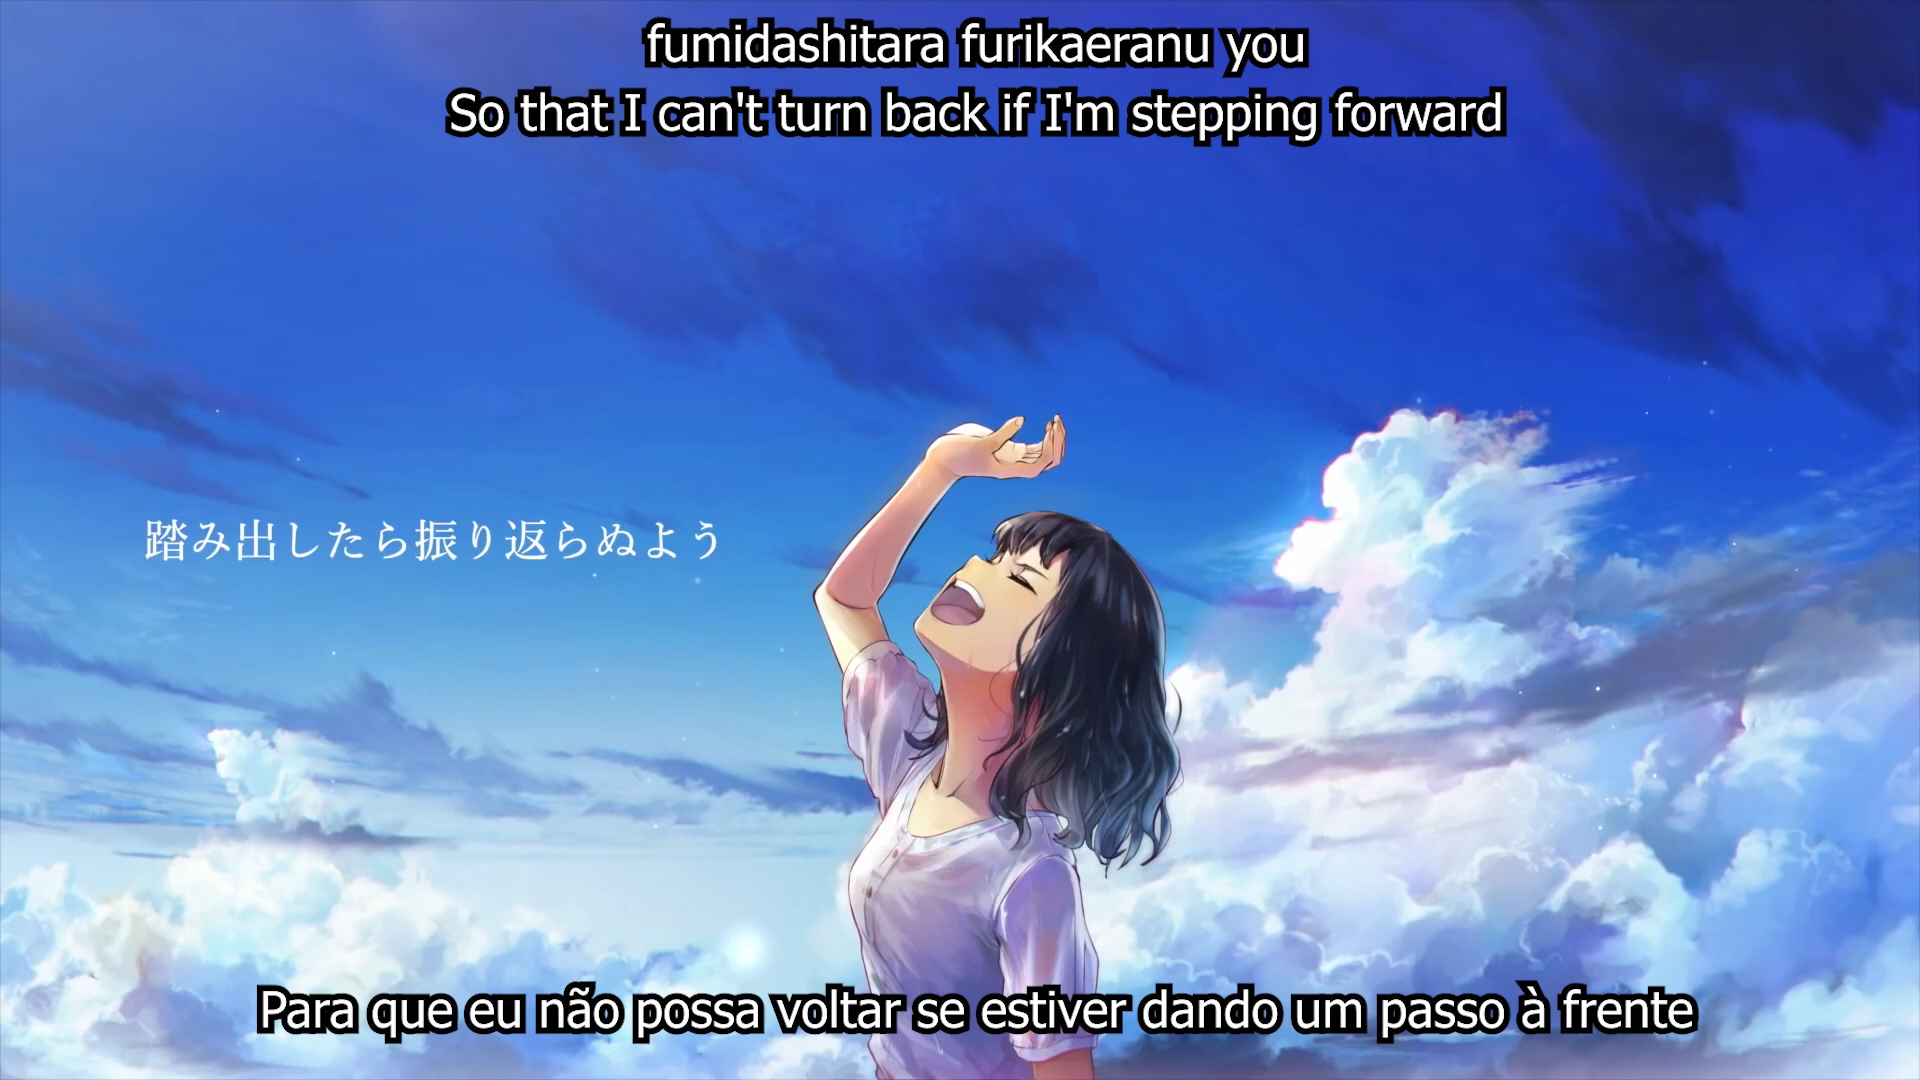 fumidashitara furikaeranu you
So that I can't turn back if I'm stepping forward
踏み出したら振り返らぬよう
Para que eu não possa voltar se estiver dando um passo à frente